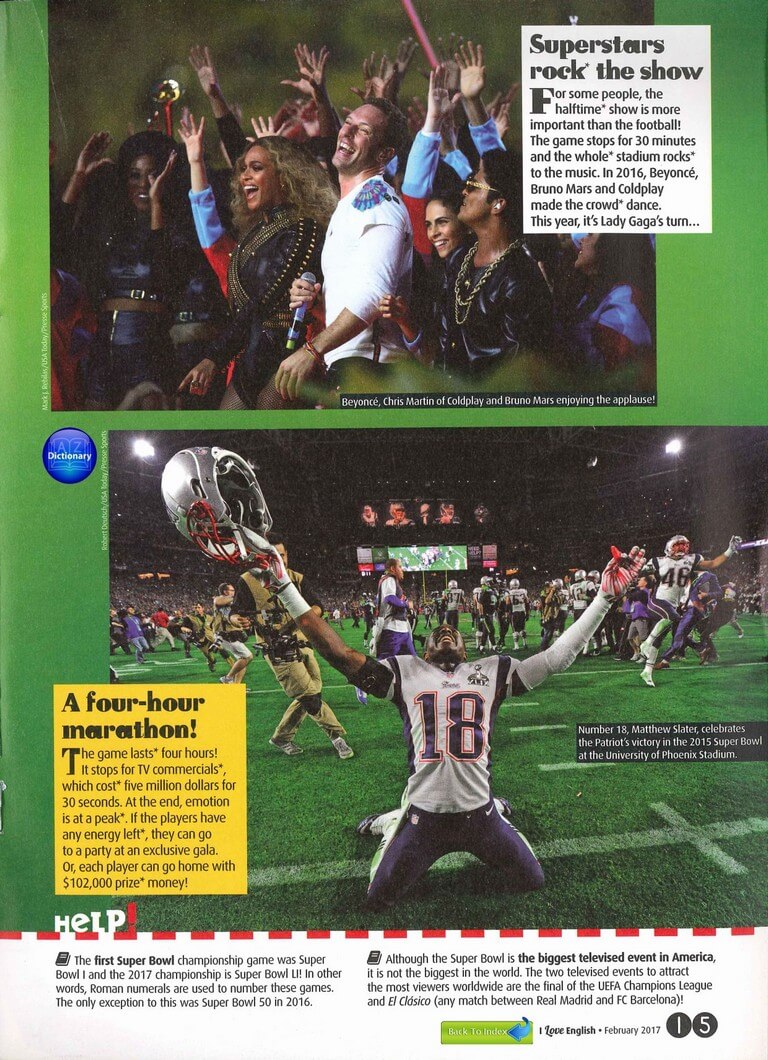 Superstars
rock* the show
For some people, the
halftime* show is more
important than the football!
The game stops for 30 minutes
and the whole* stadium rocks*
to the music. In 2016, Beyoncé,
Bruno Mars and Coldplay
made the crowd* dance.
This year, it's Lady Gaga's turn...
Beyoncé, Chris Martin of Coldplay and Bruno Mars enjoying the applause!
A Z
Dictionary
Robert Deutsch/USA Today/Presse Sports
46
18
Number 18, Matthew Slater, celebrates
the Patriot's victory in the 2015 Super Bowl
at the University of Phoenix Stadium.
A four-hour
marathon!
The game lasts* four hours!
It stops for TV commercials*,
which cost* five million dollars for
30 seconds. At the end, emotion
is at a peak*. If the players have
any energy left*, they can go
to a party at an exclusive gala.
Or, each player can go home with
$102,000 prize* money!
HeLP!
The first Super Bowl championship game was Super
Bowl I and the 2017 championship is Super Bowl LI! In other
words, Roman numerals are used to number these games.
The only exception to this was Super Bowl 50 in 2016.
Although the Super Bowl is the biggest televised event in America,
it is not the biggest in the world. The two televised events to attract
the most viewers worldwide are the final of the UEFA Champions League
and El Clásico (any match between Real Madrid and FC Barcelona)!
Back To Index
I Love English • February 2017 15